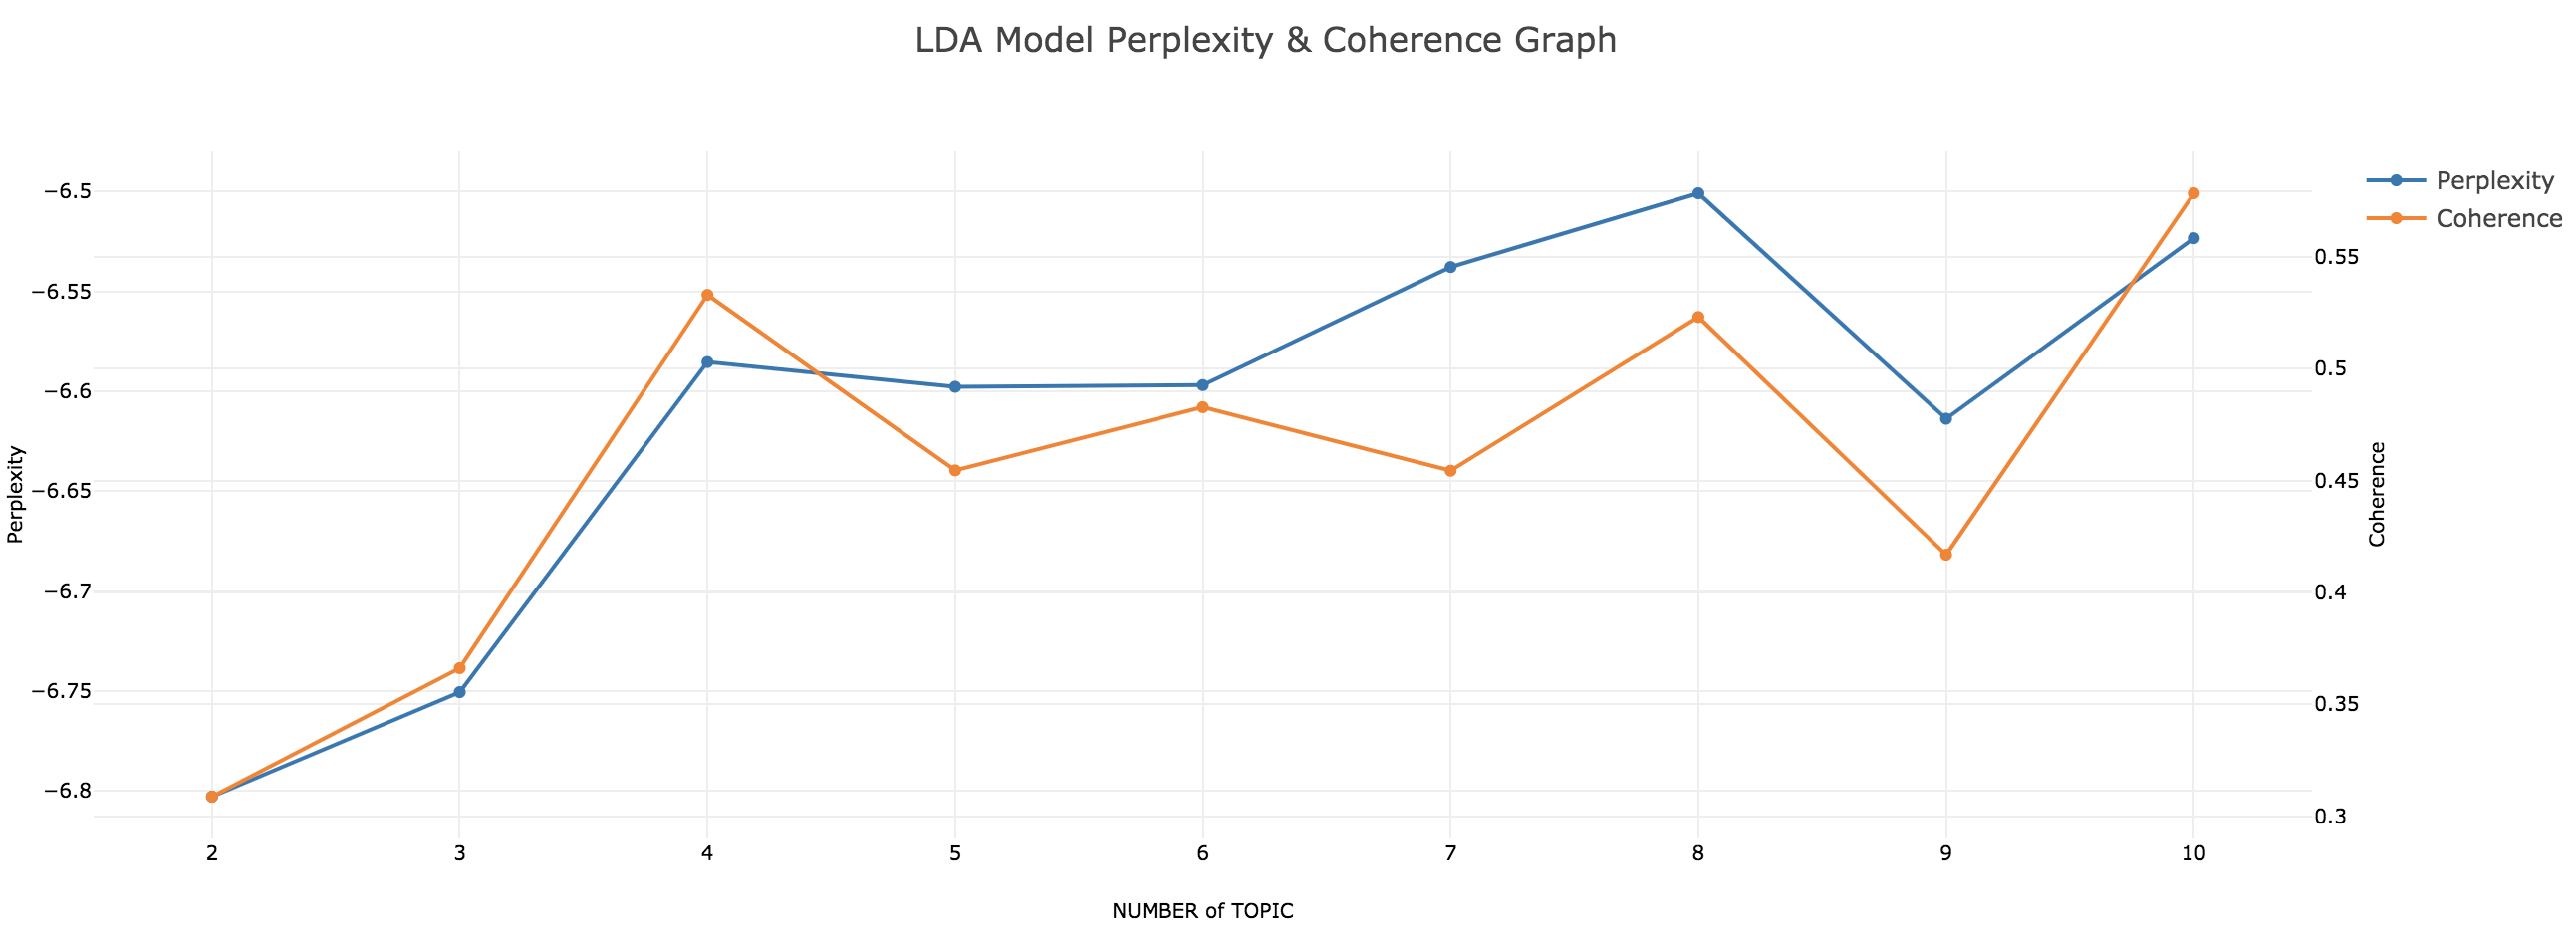 LDA Model Perplexity & Coherence Graph
Perplexity
Coherence
−6.5
−6.55
−6.6
−6.65
−6.7
−6.75
−6.8
Perplexity
0.55
0.5
0.45
0.4
0.35
0.3
Coherence
2 3 4 5 6 7 8 9 10
NUMBER of TOPIC